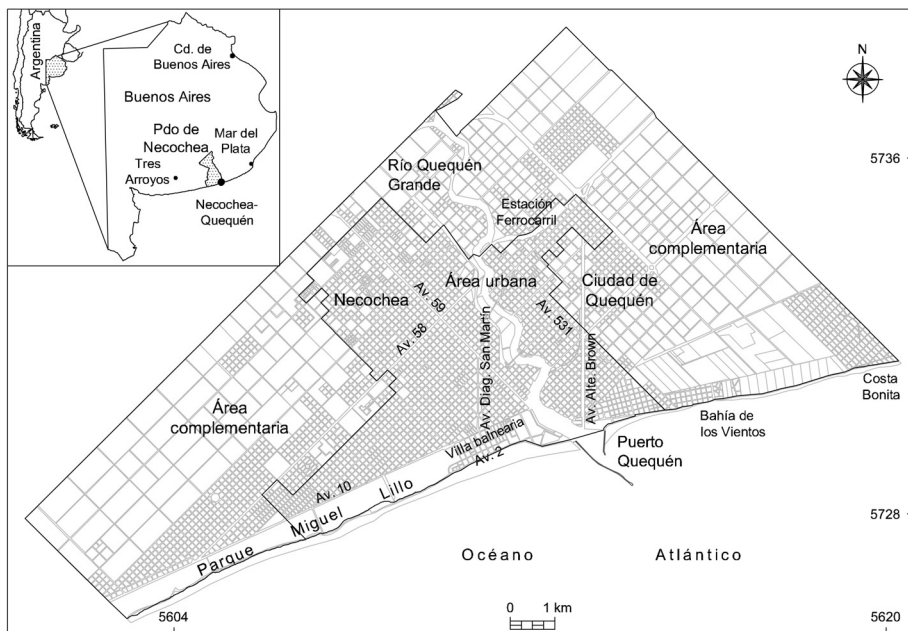 Argentina
Cd. de
Buenos Aires
Buenos Aires
Pdo de
Necochea
Mar del
Plata
Tres
Arroyos
Necochea-
Quequén
N
5736
Río Quequén
Grande
Estación
Ferrocarril
Área
complementaria
Necochea
Área urbana
Ciudad de
Quequén
Av. 59
Av. 58
Av. 531
Av. Diag. San Martín
Av. Alte. Brown
Costa
Bonita
Área
complementaria
Bahía de
los Vientos
Villa balnearia
Av. 2
Puerto
Quequén
Av. 10
Parque Miguel Lillo
5728
Océano Atlántico
0 1 km
5604
5620